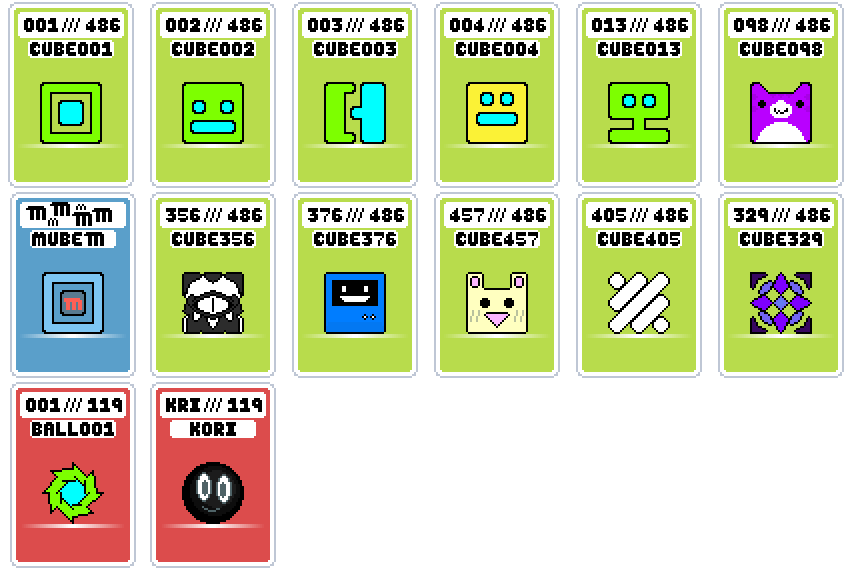 001/// 486
CUBE001
002/// 486
CUBE002
003/// 486
CUBE003
004/// 486
CUBE004
013/// 486
CUBE013
098/// 486
CUBE098
MUBEM
m
356/// 486
CUBE356
376/// 486
CUBE376
457/// 486
CUBE457
405/// 486
CUBE405
329/// 486
CUBE329
001/// 119
BALL001
KRI/// 119
KORI